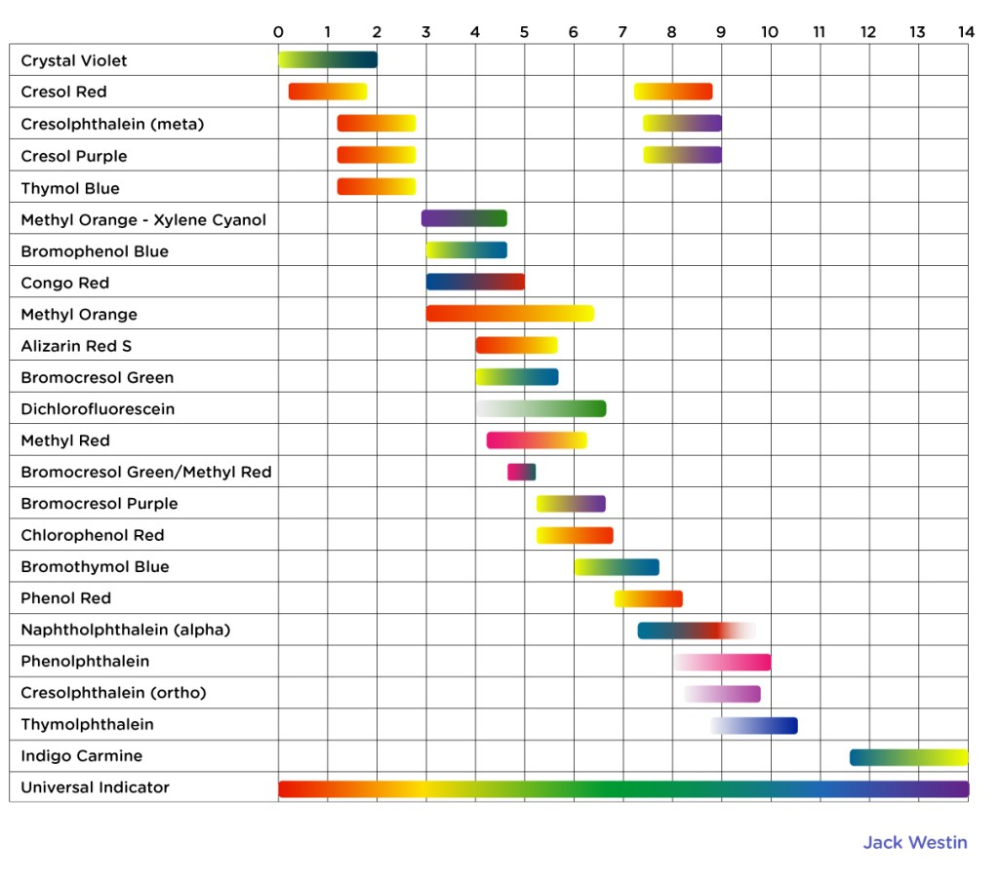 0 1 2 3 4 5 6 7 8 9 10 11 12 13 14
Crystal Violet
Cresol Red
Cresolphthalein (meta)
Cresol Purple
Thymol Blue
Methyl Orange - Xylene Cyanol
Bromophenol Blue
Congo Red
Methyl Orange
Alizarin Red S
Bromocresol Green
Dichlorofluorescein
Methyl Red
Bromocresol Green/Methyl Red
Bromocresol Purple
Chlorophenol Red
Bromothymol Blue
Phenol Red
Naphtholphthalein (alpha)
Phenolphthalein
Cresolphthalein (ortho)
Thymolphthalein
Indigo Carmine
Universal Indicator
Jack Westin